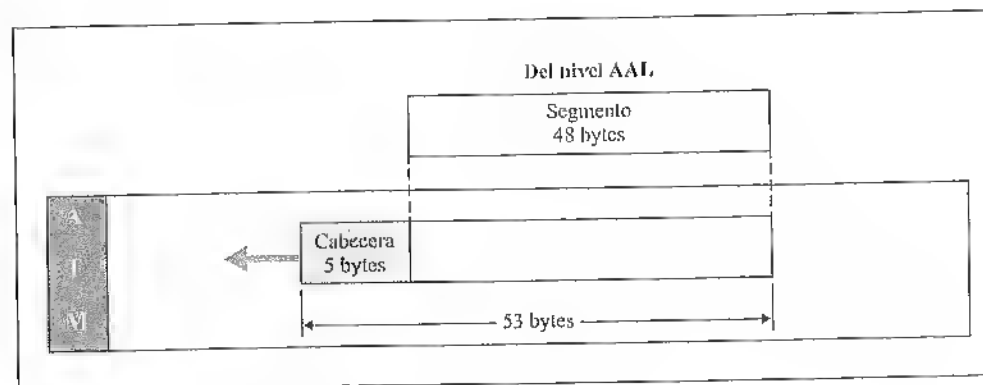 Del nivel AAL
Segmento
48 bytes
A
T
M
Cabecera
5 bytes
53 bytes